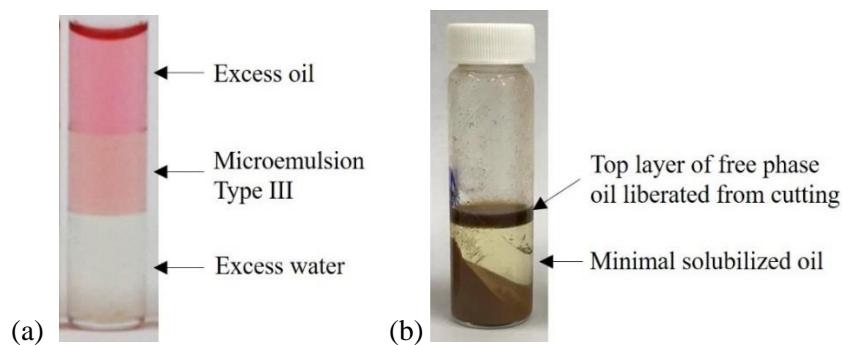 Excess oil
Microemulsion
Type III
Excess water
(a)
Top layer of free phase
oil liberated from cutting
Minimal solubilized oil
(b)